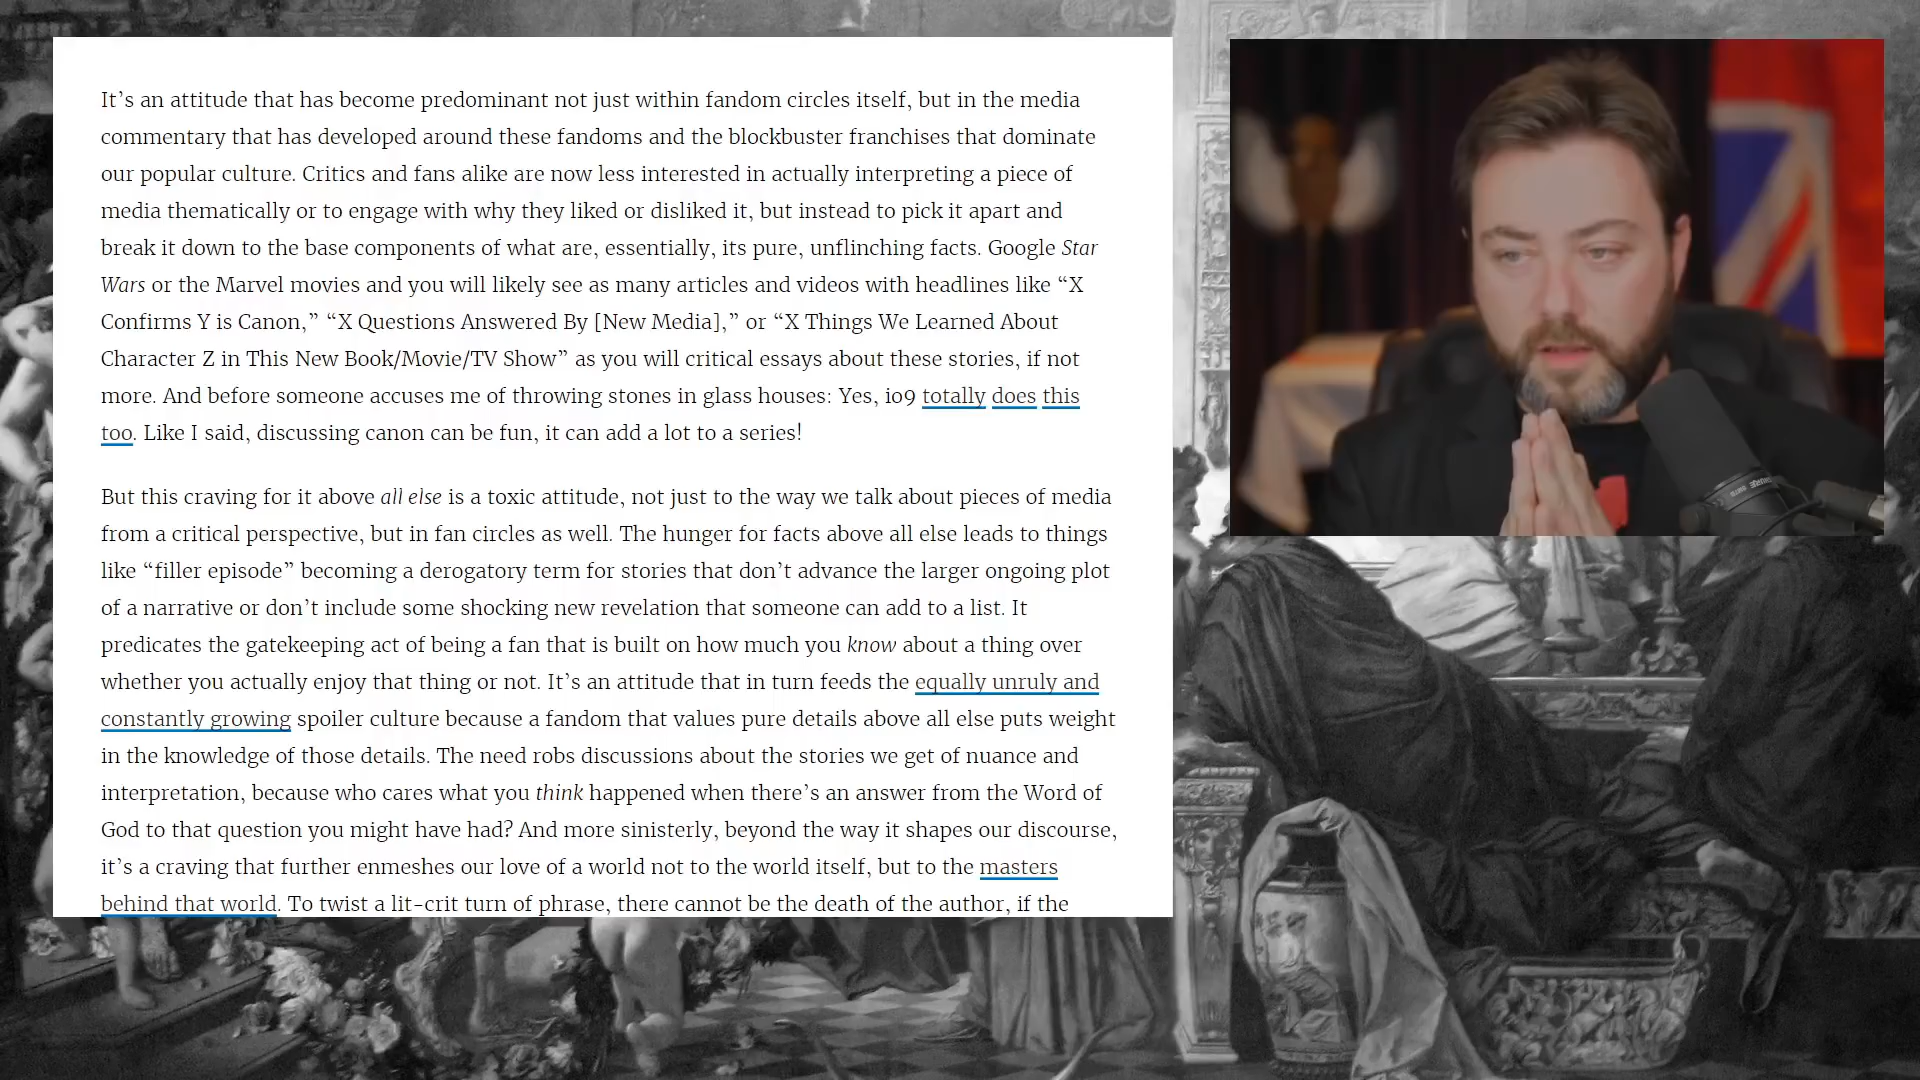 It’s an attitude that has become predominant not just within fandom circles itself, but in the media
commentary that has developed around these fandoms and the blockbuster franchises that dominate
our popular culture. Critics and fans alike are now less interested in actually interpreting a piece of
media thematically or to engage with why they liked or disliked it, but instead to pick it apart and
break it down to the base components of what are, essentially, its pure, unflinching facts. Google Star
Wars or the Marvel movies and you will likely see as many articles and videos with headlines like “X
Confirms Y is Canon,” “X Questions Answered By [New Media],” or “X Things We Learned About
Character Z in This New Book/Movie/TV Show” as you will critical essays about these stories, if not
more. And before someone accuses me of throwing stones in glass houses: Yes, io9 totally does this
too. Like I said, discussing canon can be fun, it can add a lot to a series!
But this craving for it above all else is a toxic attitude, not just to the way we talk about pieces of media
from a critical perspective, but in fan circles as well. The hunger for facts above all else leads to things
like “filler episode” becoming a derogatory term for stories that don’t advance the larger ongoing plot
of a narrative or don’t include some shocking new revelation that someone can add to a list. It
predicates the gatekeeping act of being a fan that is built on how much you know about a thing over
whether you actually enjoy that thing or not. It’s an attitude that in turn feeds the equally unruly and
constantly growing spoiler culture because a fandom that values pure details above all else puts weight
in the knowledge of those details. The need robs discussions about the stories we get of nuance and
interpretation, because who cares what you think happened when there’s an answer from the Word of
God to that question you might have had? And more sinisterly, beyond the way it shapes our discourse,
it’s a craving that further enmeshes our love of a world not to the world itself, but to the masters
behind that world. To twist a lit-crit turn of phrase, there cannot be the death of the author, if the